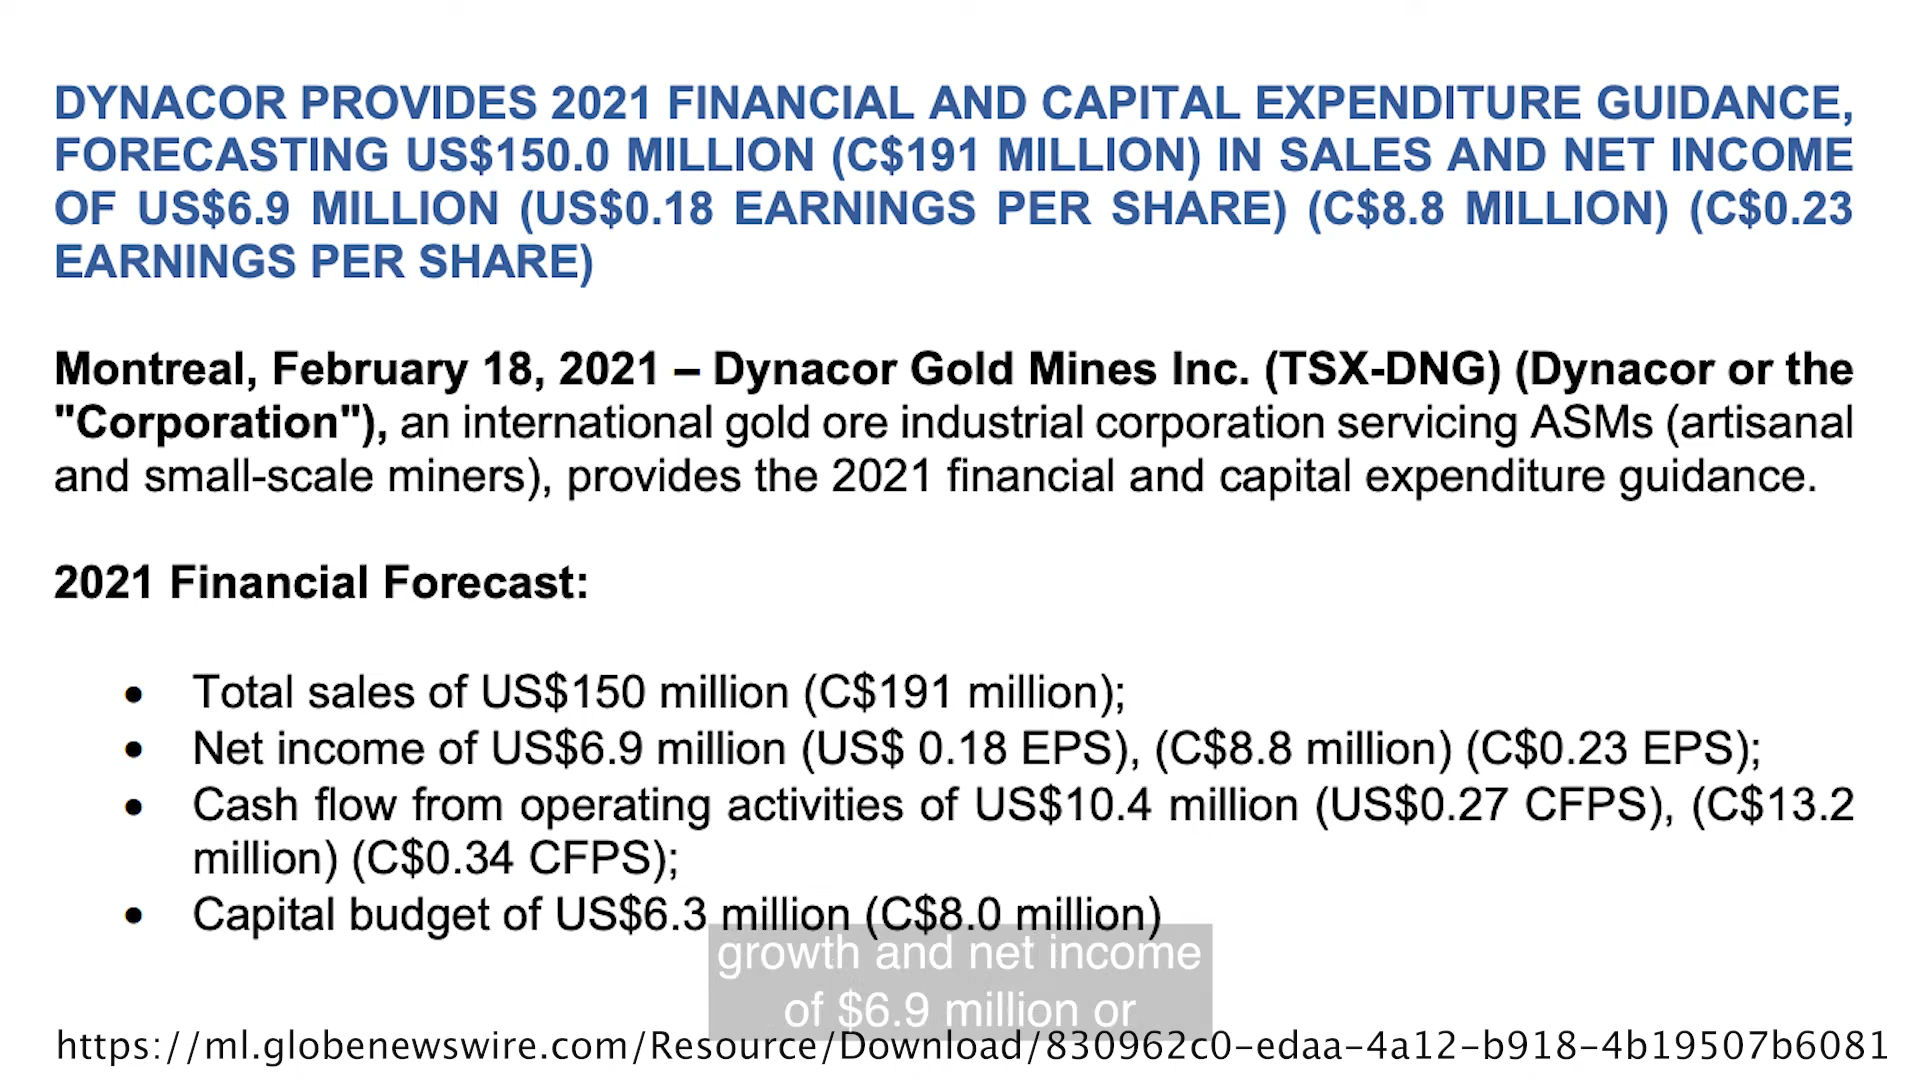 DYNACOR PROVIDES 2021 FINANCIAL AND CAPITAL EXPENDITURE GUIDANCE,
FORECASTING US$150.0 MILLION (C$191 MILLION) IN SALES AND NET INCOME
OF US$6.9 MILLION (US$0.18 EARNINGS PER SHARE) (C$8.8 MILLION) (C$0.23
EARNINGS PER SHARE)
Montreal, February 18, 2021 – Dynacor Gold Mines Inc. (TSX-DNG) (Dynacor or the
"Corporation"), an international gold ore industrial corporation servicing ASMs (artisanal
and small-scale miners), provides the 2021 financial and capital expenditure guidance.
2021 Financial Forecast:
• Total sales of US$150 million (C$191 million);
• Net income of US$6.9 million (US$ 0.18 EPS), (C$8.8 million) (C$0.23 EPS);
• Cash flow from operating activities of US$10.4 million (US$0.27 CFPS), (C$13.2
million) (C$0.34 CFPS);
• Capital budget of US$6.3 million (C$8.0 million)
growth and net income
of $6.9 million or
https://ml.globenewswire.com/Resource/Download/830962c0-edaa-4a12-b918-4b19507b6081